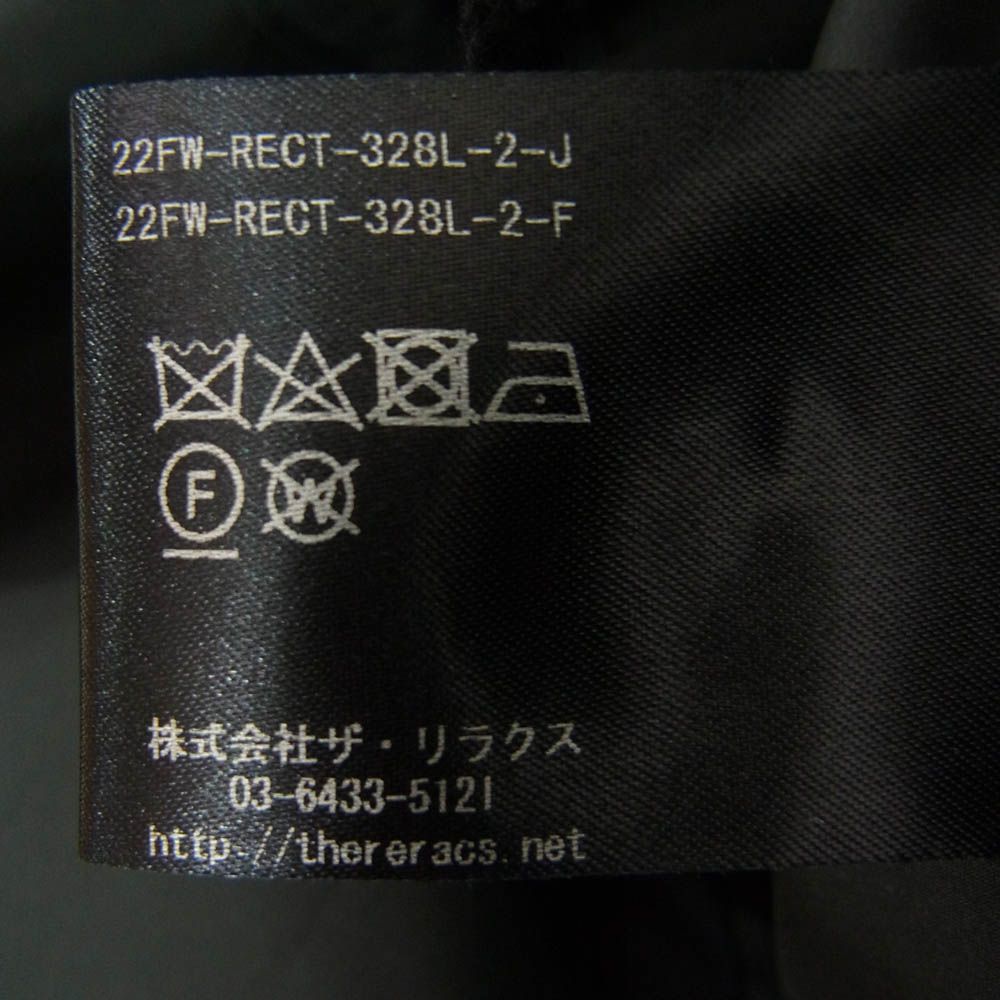 22FW-RECT-328L-2-J
22FW-RECT-328L-2-F
F
W
株式会社ザ・リラクス
03-6433-5121
http://thereracs.net